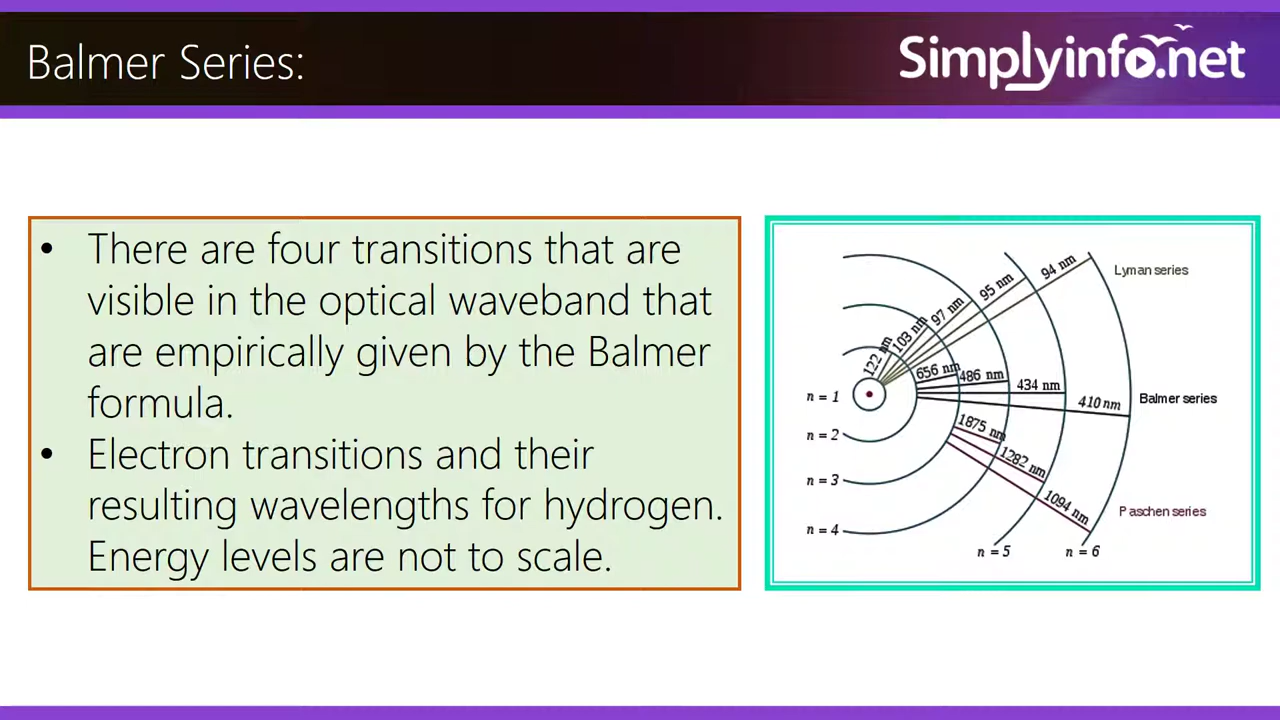 Balmer Series:
Simplyinfo.net
• There are four transitions that are
visible in the optical waveband that
are empirically given by the Balmer
formula.
• Electron transitions and their
resulting wavelengths for hydrogen.
Energy levels are not to scale.
122 nm
103 nm
97 nm
95 nm
94 nm
Lyman series
656 nm
486 nm
434 nm
410 nm
Balmer series
1875 nm
1282 nm
1094 nm
Paschen series
n = 1
n = 2
n = 3
n = 4
n = 5
n = 6